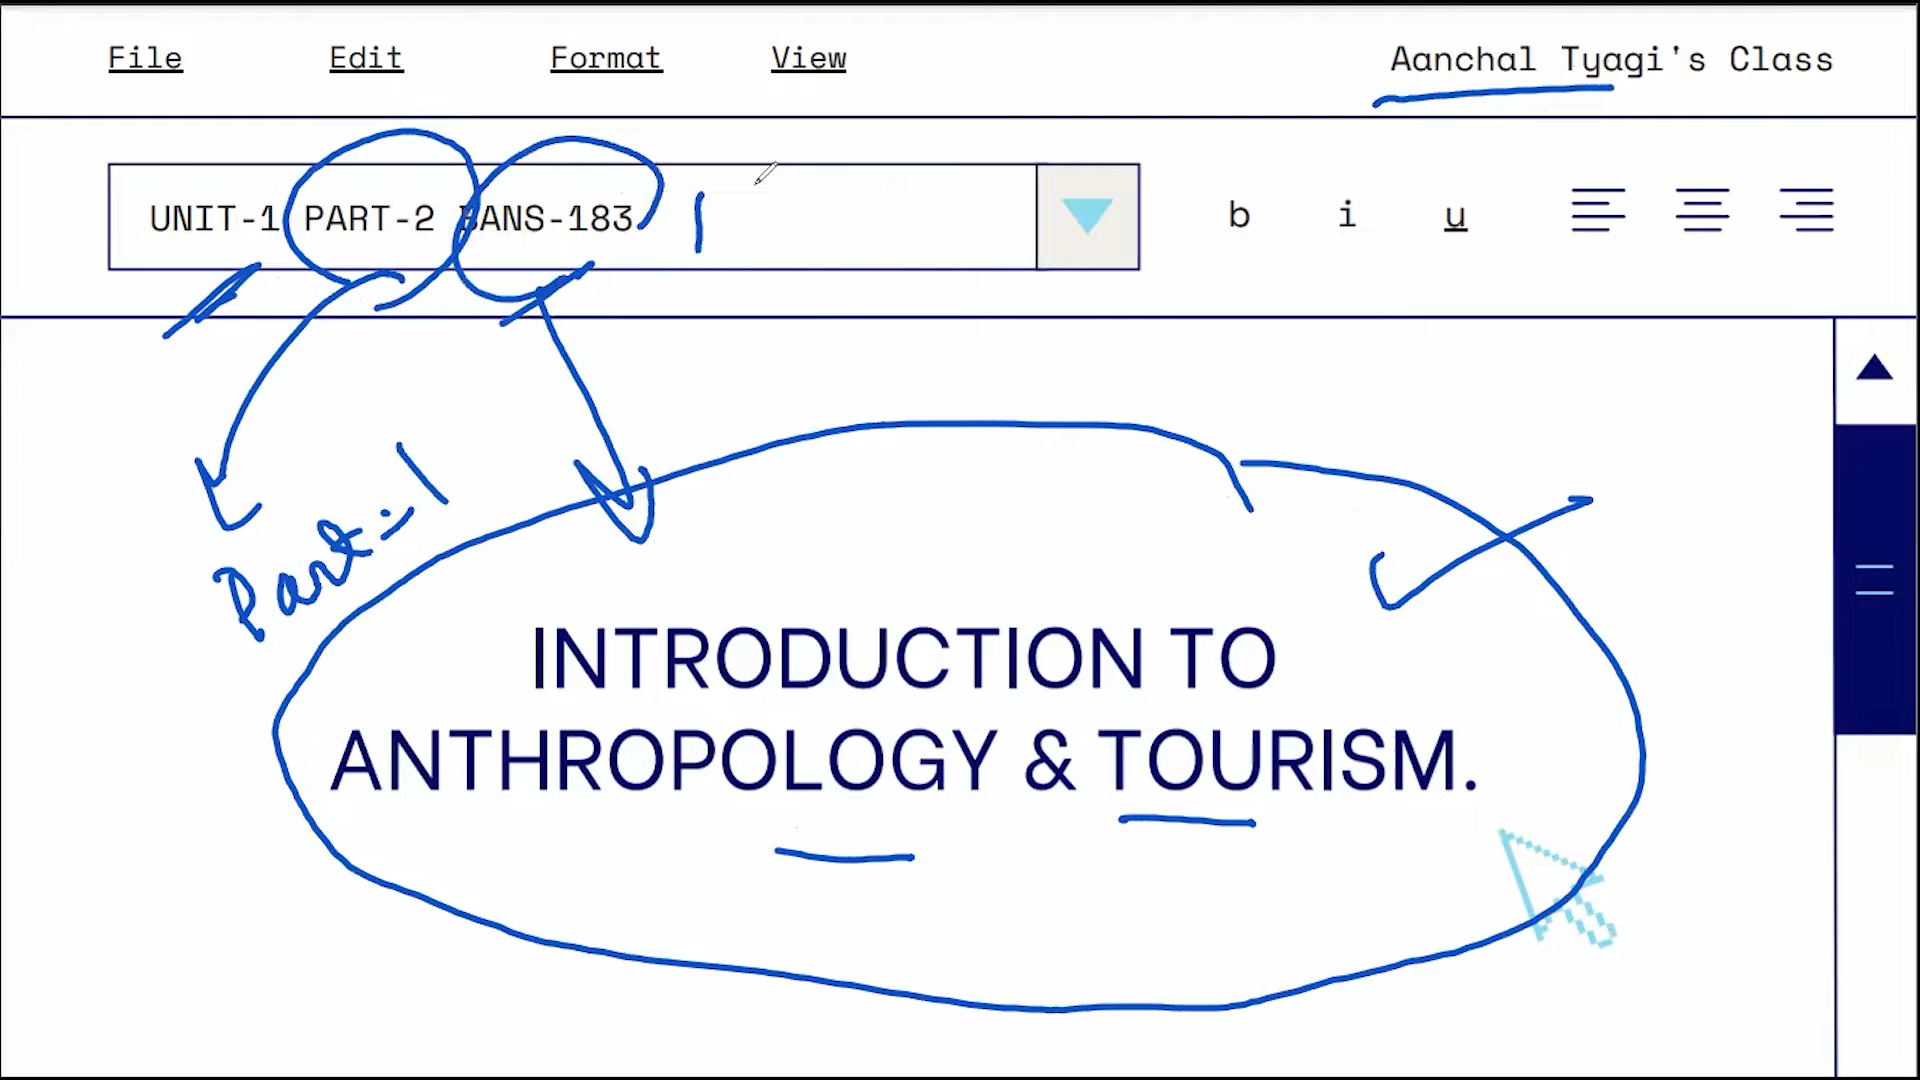 File Edit Format View Aanchal Tyagi's Class
UNIT-1 PART-2 BANS-183 |
b i u
Part-1
INTRODUCTION TO
ANTHROPOLOGY & TOURISM.